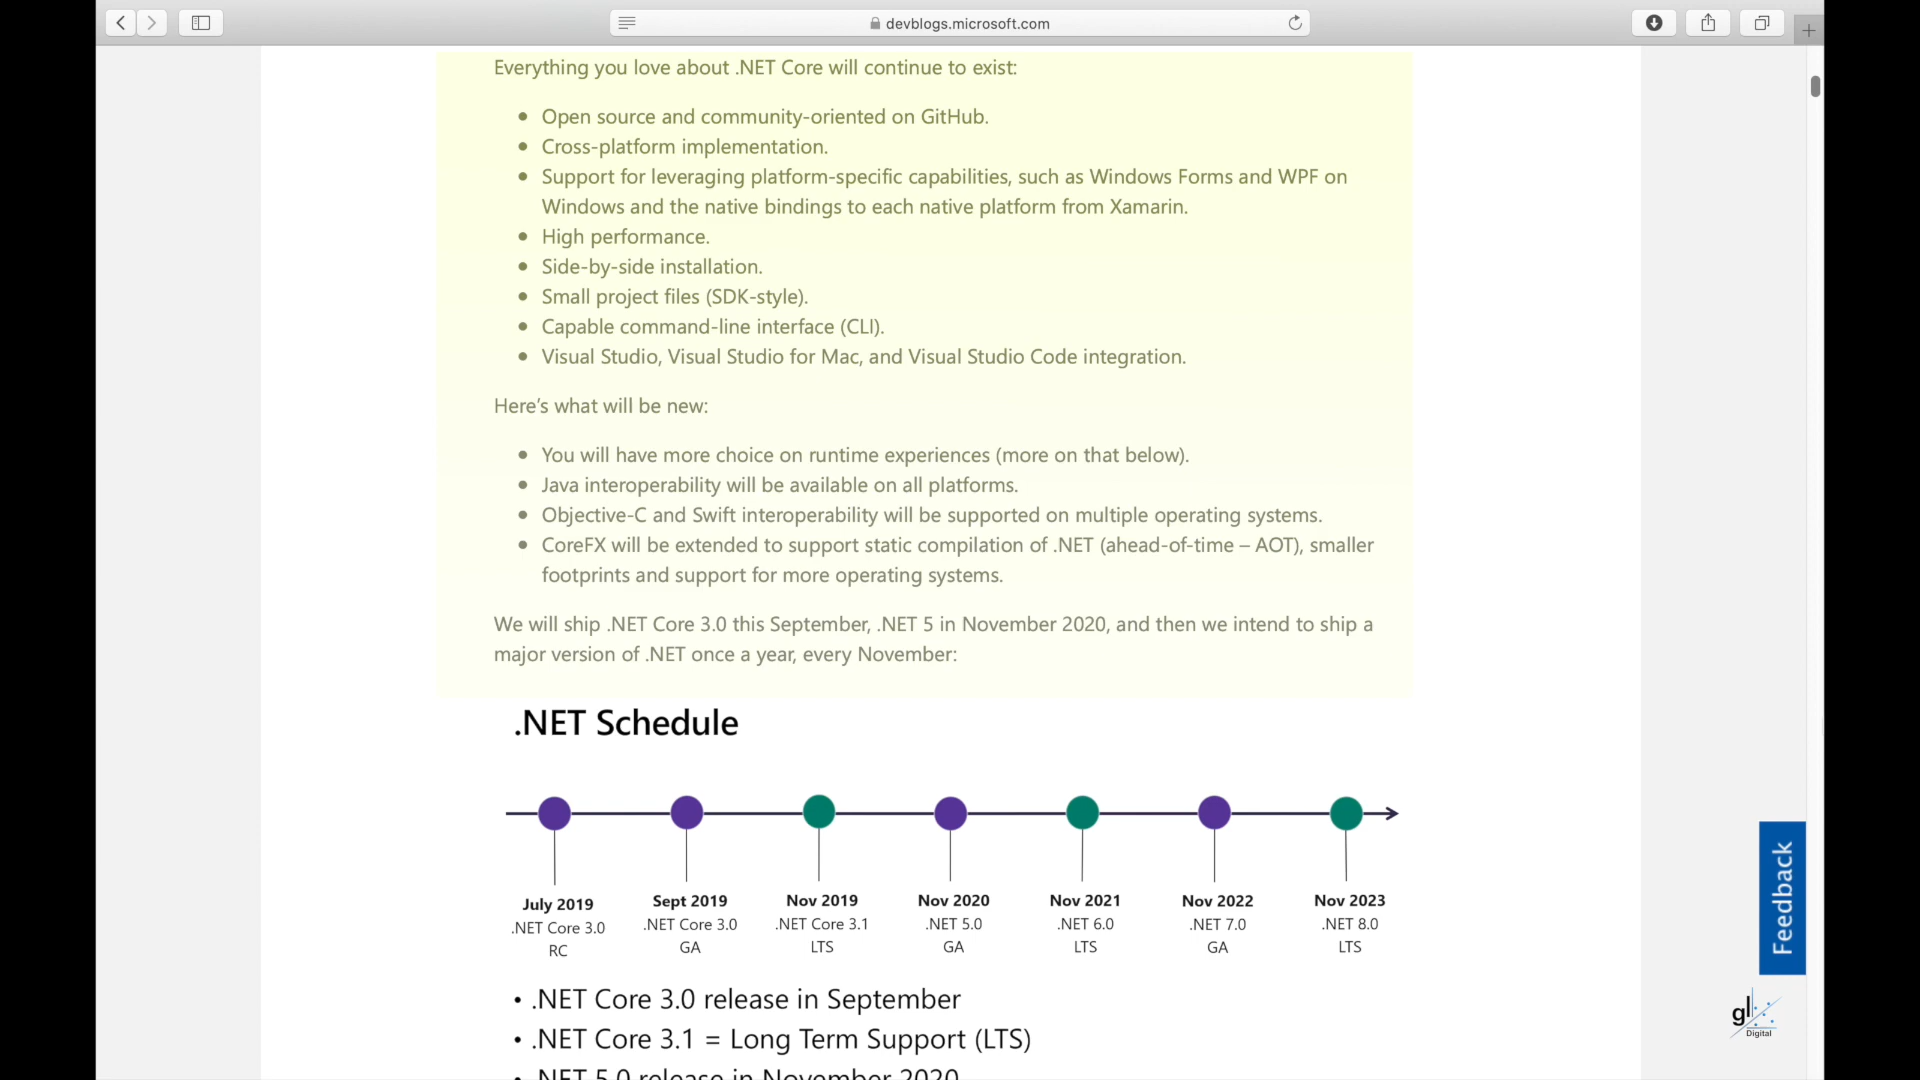 devblogs.microsoft.com
Everything you love about .NET Core will continue to exist:
• Open source and community-oriented on GitHub.
• Cross-platform implementation.
• Support for leveraging platform-specific capabilities, such as Windows Forms and WPF on
Windows and the native bindings to each native platform from Xamarin.
• High performance.
• Side-by-side installation.
• Small project files (SDK-style).
• Capable command-line interface (CLI).
• Visual Studio, Visual Studio for Mac, and Visual Studio Code integration.
Here’s what will be new:
• You will have more choice on runtime experiences (more on that below).
• Java interoperability will be available on all platforms.
• Objective-C and Swift interoperability will be supported on multiple operating systems.
• CoreFX will be extended to support static compilation of .NET (ahead-of-time – AOT), smaller
footprints and support for more operating systems.
We will ship .NET Core 3.0 this September, .NET 5 in November 2020, and then we intend to ship a
major version of .NET once a year, every November:
.NET Schedule
July 2019
.NET Core 3.0
RC
Sept 2019
.NET Core 3.0
GA
Nov 2019
.NET Core 3.1
LTS
Nov 2020
.NET 5.0
GA
Nov 2021
.NET 6.0
LTS
Nov 2022
.NET 7.0
GA
Nov 2023
.NET 8.0
LTS
• .NET Core 3.0 release in September
• .NET Core 3.1 = Long Term Support (LTS)
• .NET 5.0 release in November 2020
Feedback
gl
Digital